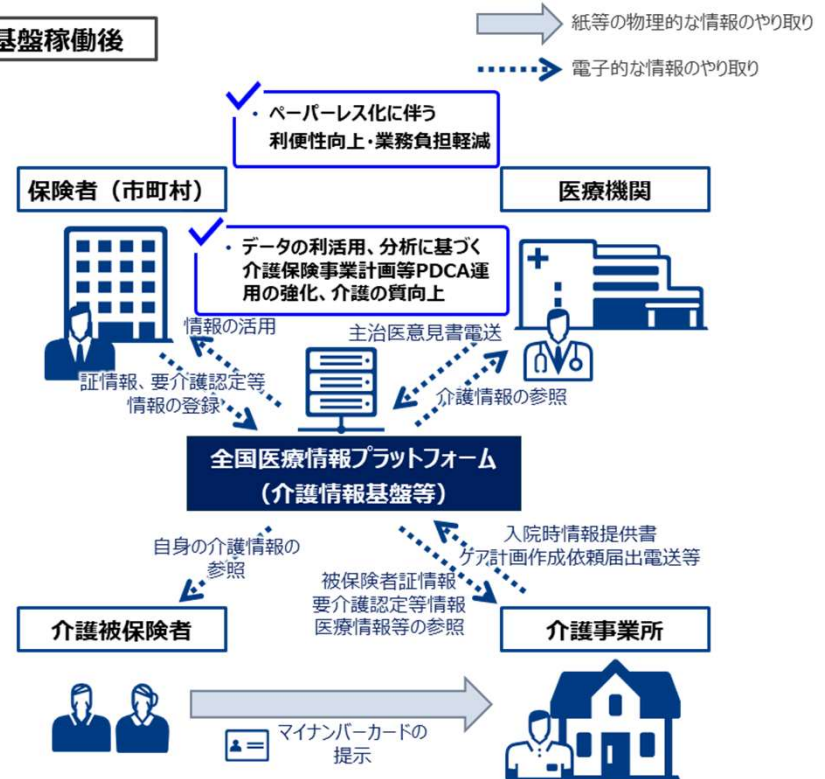 基盤稼働後
紙等の物理的な情報のやり取り
電子的な情報のやり取り
・ ペーパーレス化に伴う
利便性向上・業務負担軽減
保険者（市町村）
医療機関
・ データの利活用、分析に基づく
介護保険事業計画等PDCA運
用の強化、介護の質向上
情報の活用
主治医意見書電送
証情報、要介護認定等
情報の登録
介護情報の参照
全国医療情報プラットフォーム
（介護情報基盤等）
自身の介護情報の
参照
入院時情報提供書
ケア計画作成依頼届出電送等
被保険者証情報
要介護認定等情報
医療情報等の参照
介護被保険者
介護事業所
マイナンバーカードの
提示